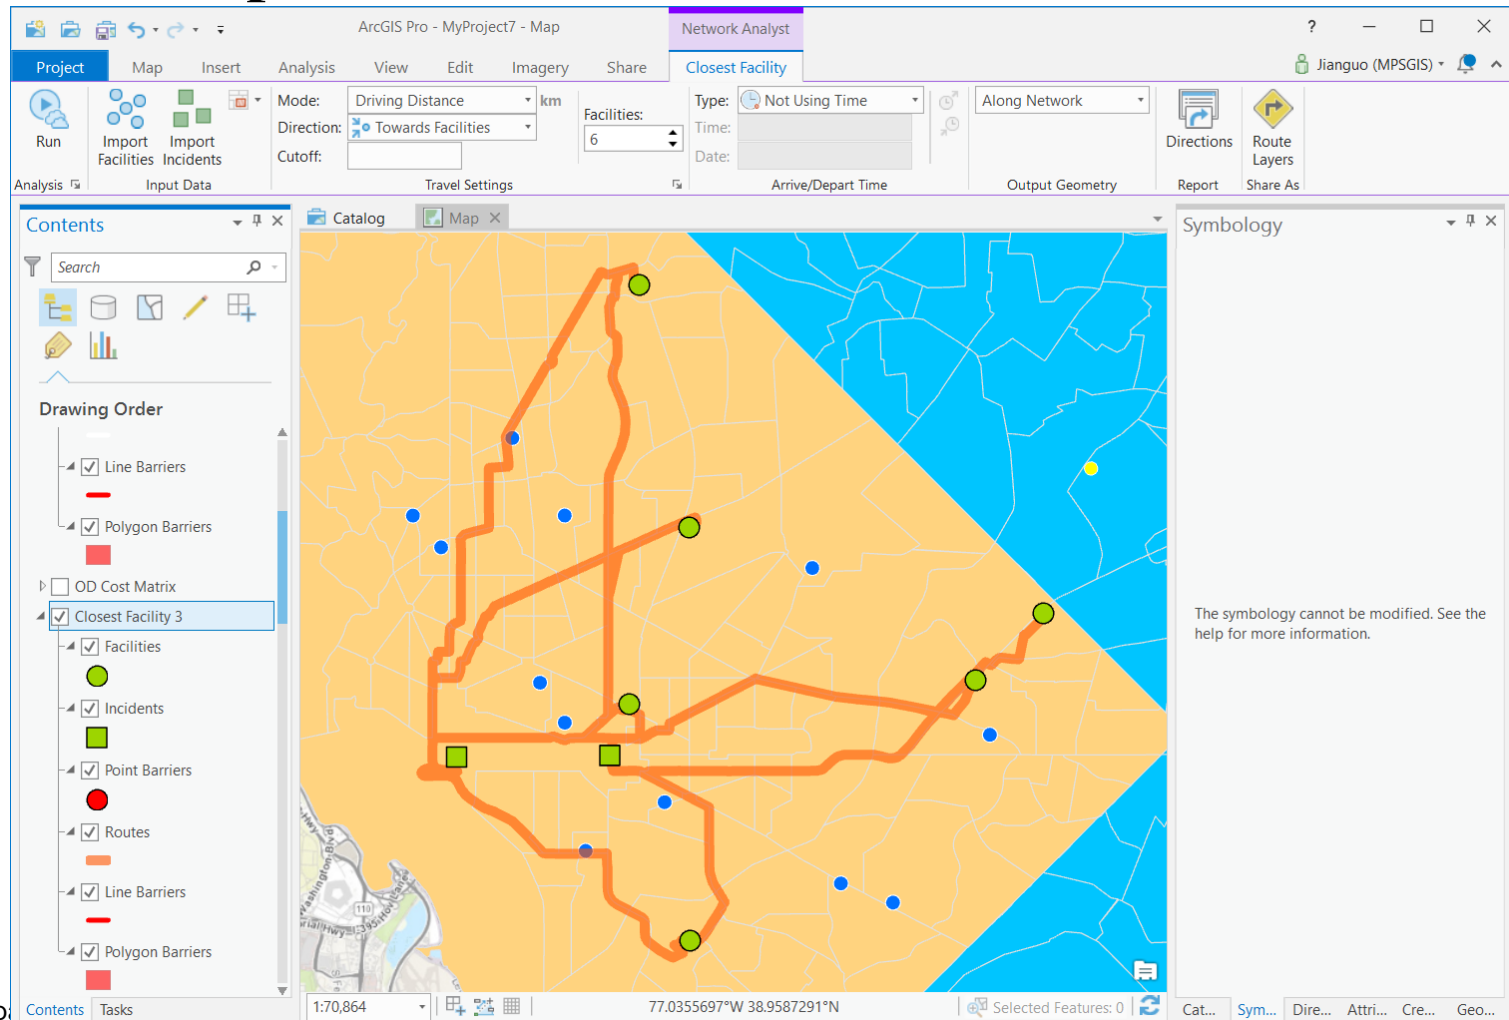 ArcGIS Pro - MyProject7 - Map
Network Analyst
?
Project
Map
Insert
Analysis
View
Edit
Imagery
Share
Closest Facility
Jianguo (MPSGIS)
Run
Import
Facilities
Import
Incidents
Mode:
Driving Distance
km
Direction:
Towards Facilities
Cutoff:
Facilities:
6
Type:
Not Using Time
Time:
Date:
Along Network
Directions
Route
Layers
Analysis
Input Data
Travel Settings
Arrive/Depart Time
Output Geometry
Report
Share As
Contents
Search
Drawing Order
Line Barriers
Polygon Barriers
OD Cost Matrix
Closest Facility 3
Facilities
Incidents
Point Barriers
Routes
Line Barriers
Polygon Barriers
Contents
Tasks
Catalog
Map
110
1:70,864
77.0355697°W 38.9587291°N
Selected Features: 0
Symbology
The symbology cannot be modified. See the
help for more information.
Cat...
Sym...
Dire...
Attri...
Cre...
Geo...